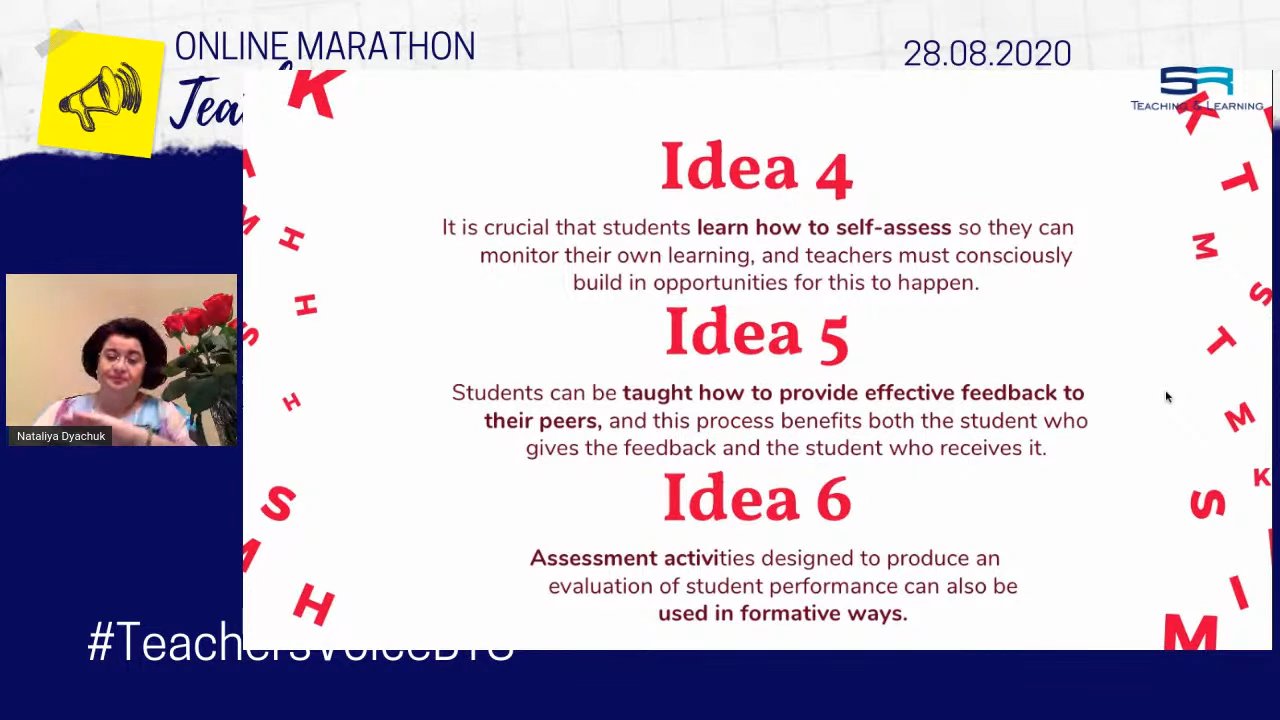 ONLINE MARATHON
28.08.2020
SR
TEACHING & LEARNING
Idea 4
It is crucial that students learn how to self-assess so they can
monitor their own learning, and teachers must consciously
build in opportunities for this to happen.
Idea 5
Students can be taught how to provide effective feedback to
their peers, and this process benefits both the student who
gives the feedback and the student who receives it.
Idea 6
Assessment activities designed to produce an
evaluation of student performance can also be
used in formative ways.
Nataliya Dyachuk